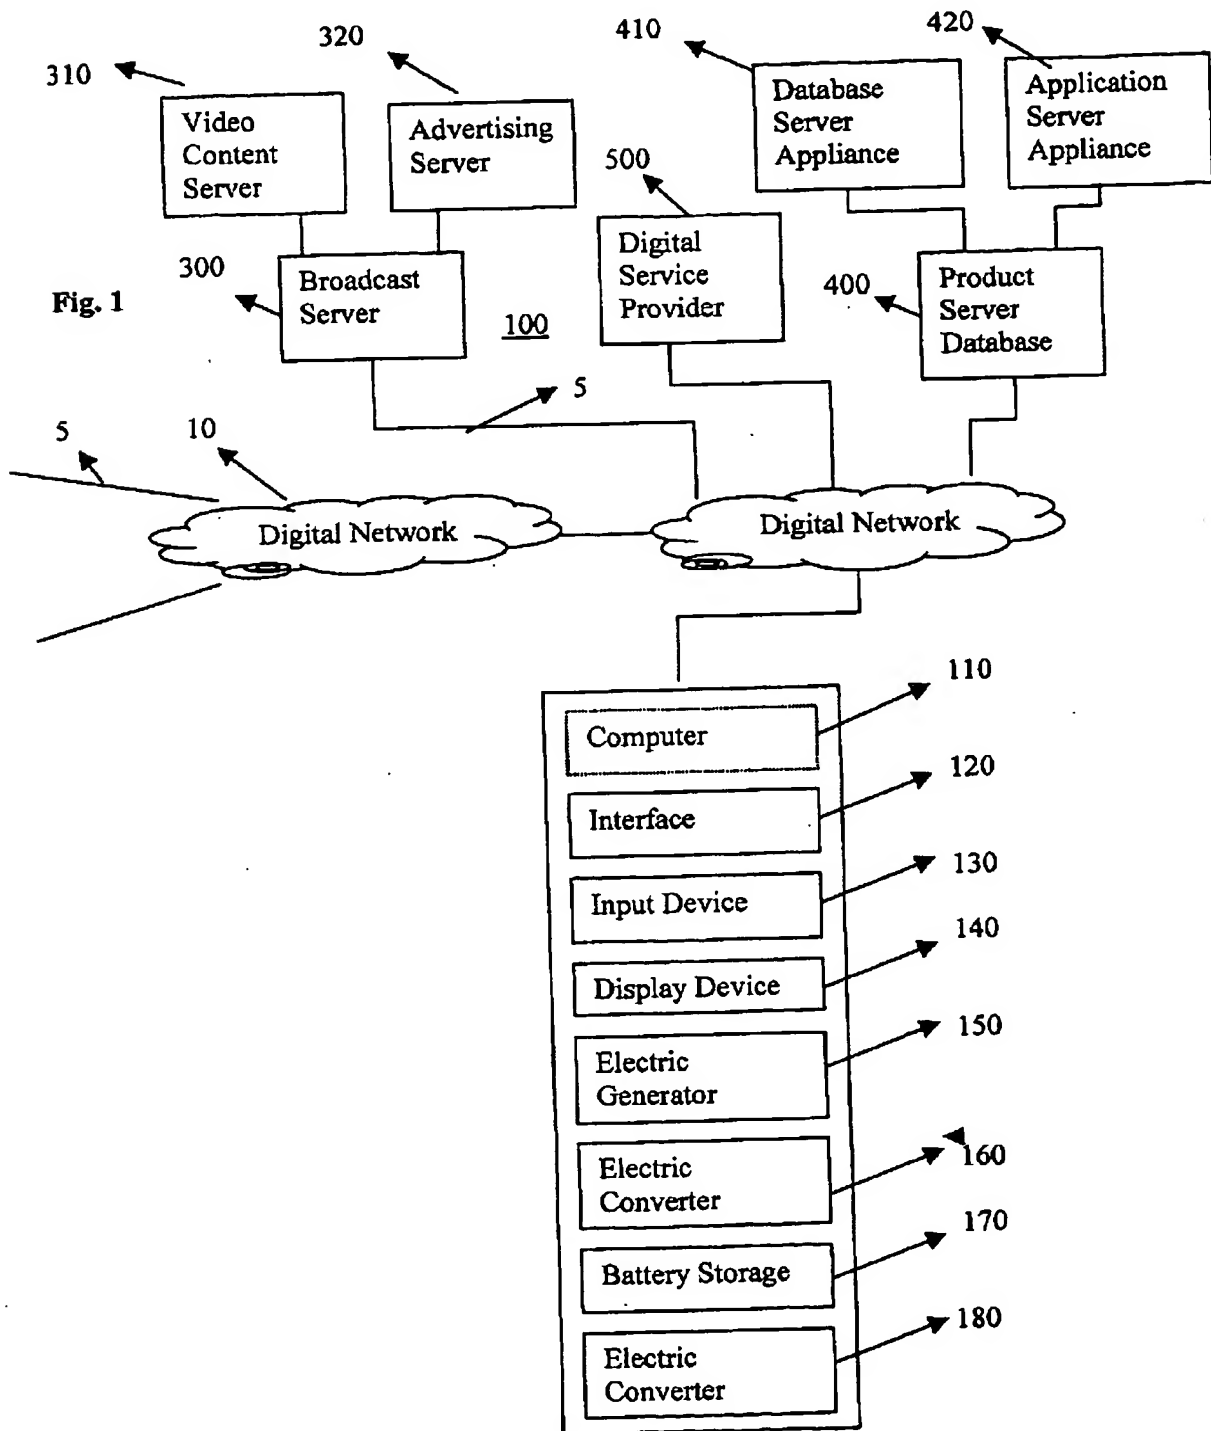 320
410
420
310
Video
Content
Server
Advertising
Server
Database
Server
Appliance
Application
Server
Appliance
500
Digital
Service
Provider
300
Broadcast
Server
400
Product
Server
Database
Fig. 1
100
5
5
10
Digital Network
Digital Network
110
Computer
120
Interface
130
Input Device
140
Display Device
150
Electric
Generator
160
Electric
Converter
170
Battery Storage
180
Electric
Converter